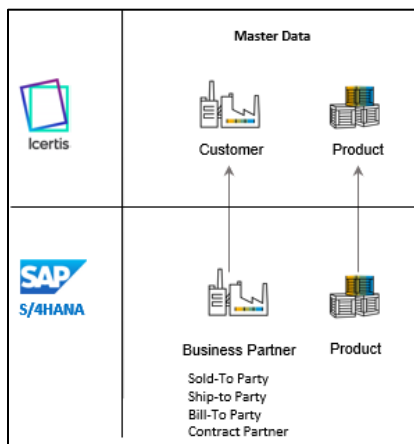 Master Data
Icertis
Customer
Product
SAP
S/4HANA
Business Partner
Product
Sold-To Party
Ship-to Party
Bill-To Party
Contract Partner